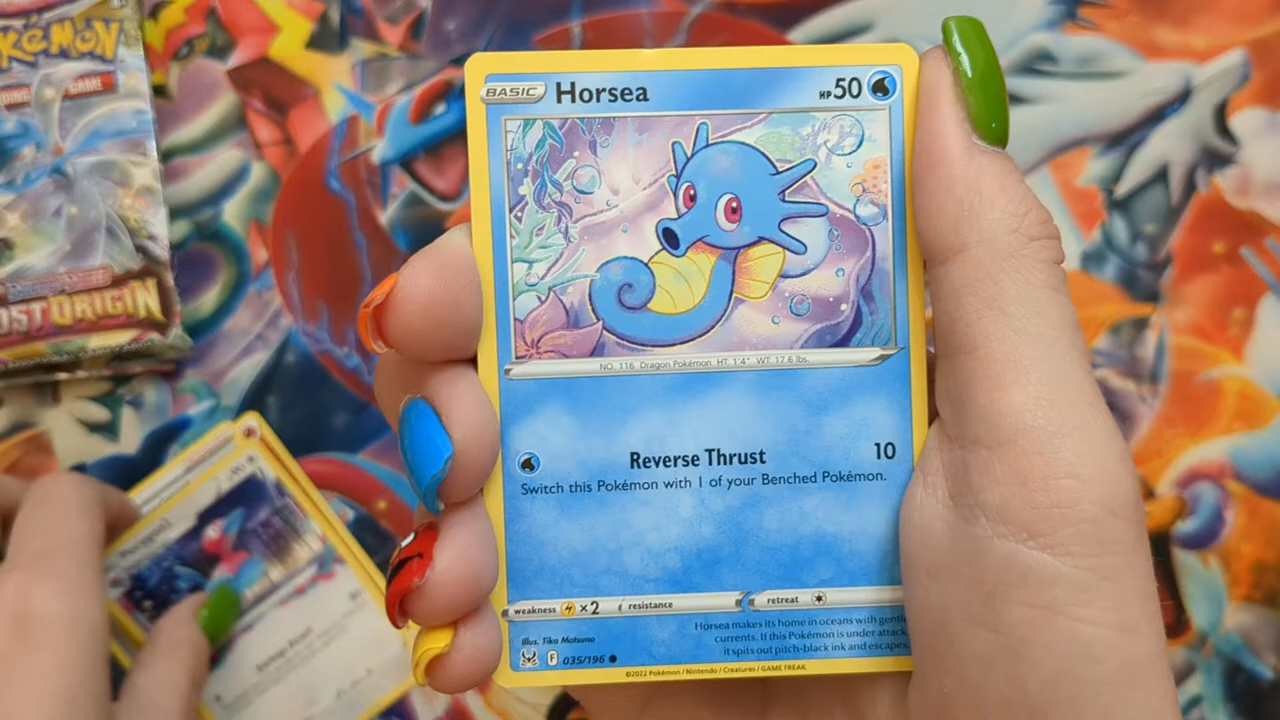 POKéMON
GAME
LOST ORIGIN
BASIC Horsea HP 50
NO. 116 Dragon Pokémon HT: 1'4" WT: 17.6 lbs.
Reverse Thrust 10
Switch this Pokémon with 1 of your Benched Pokémon.
weakness ×2 resistance retreat
Illus. Tika Matsuno
Horsea makes its home in oceans with gentle
currents. If this Pokémon is under attack,
it spits out pitch-black ink and escapes.
F 035/196
©2022 Pokémon / Nintendo / Creatures / GAME FREAK
Porygon2